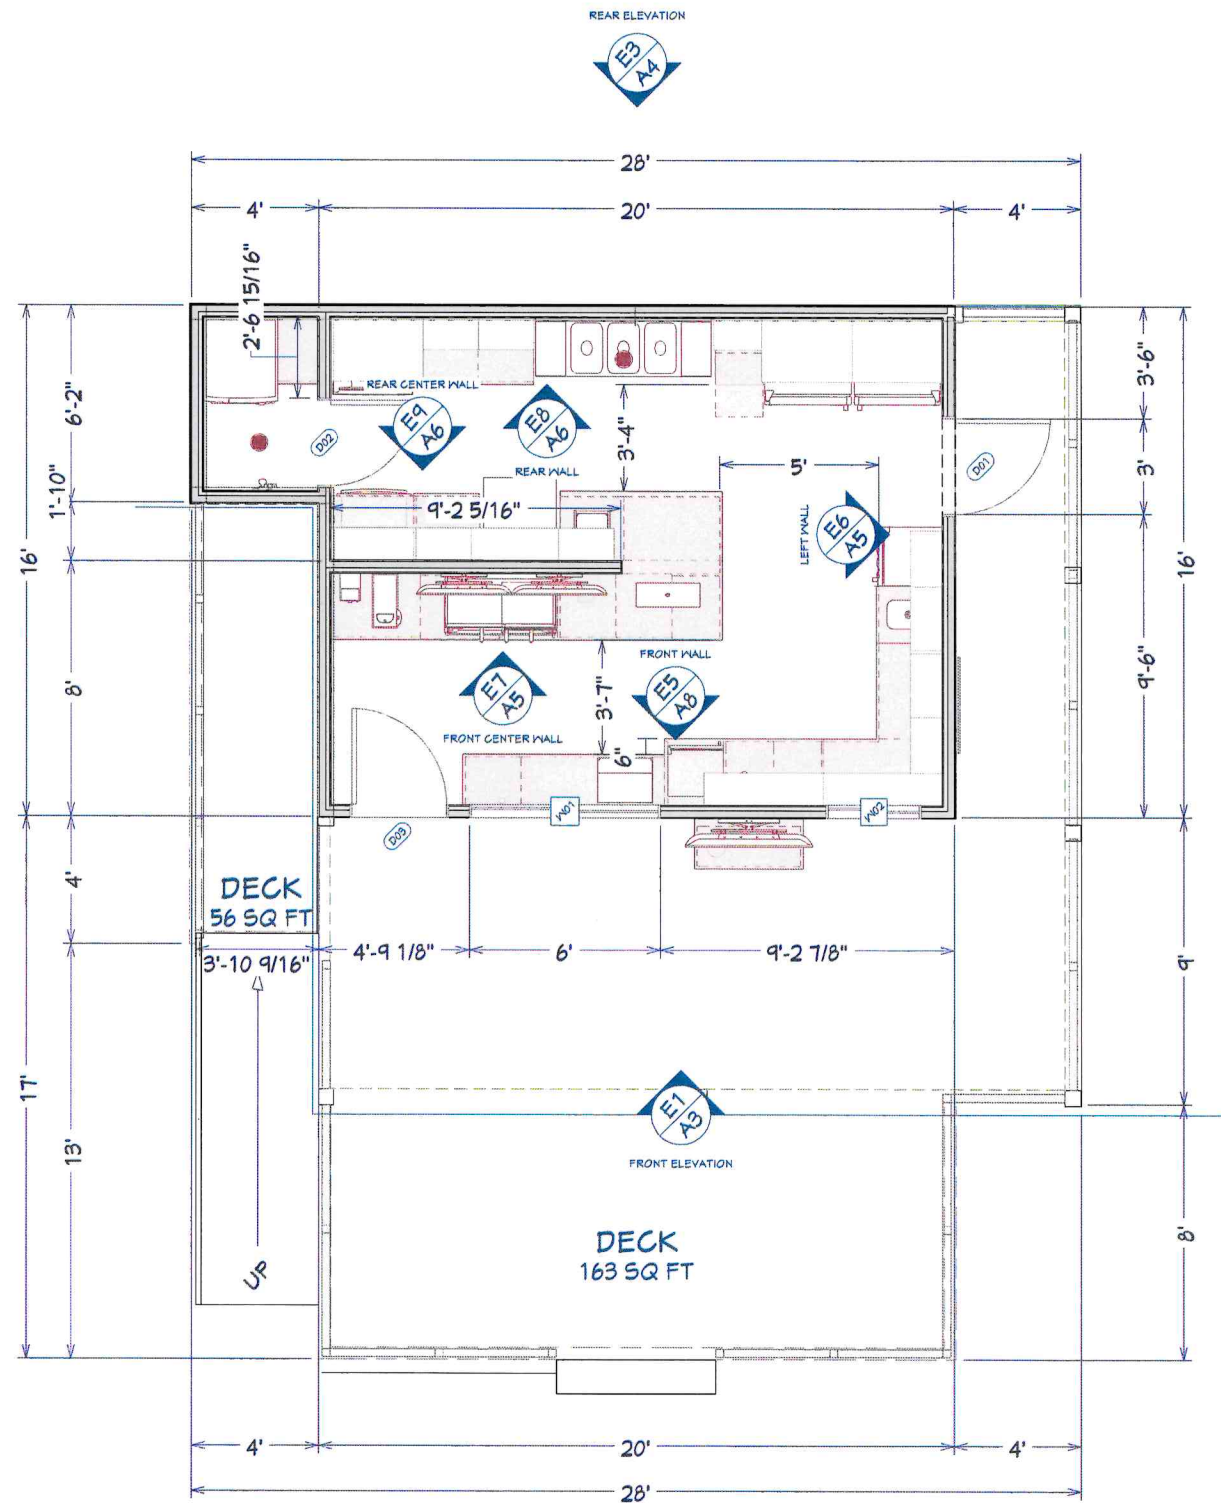 REAR ELEVATION
E3
A4
28'
4'
20'
4'
2'-6 15/16"
6'-2"
1'-10"
16'
8'
REAR CENTER WALL
E9
A6
E8
A6
REAR WALL
D02
3'-4"
5'
D01
3'-6"
3'
9'-6"
16'
9'-2 5/16"
LEFT WALL
E6
A5
FRONT WALL
E5
A8
E7
A5
FRONT CENTER WALL
3'-7"
6"
W01
W02
D03
DECK
56 SQ FT
4'
3'-10 9/16"
4'-9 1/8"
6'
9'-2 7/8"
9'
17'
13'
UP
E1
A3
FRONT ELEVATION
DECK
163 SQ FT
8'
4'
20'
4'
28'